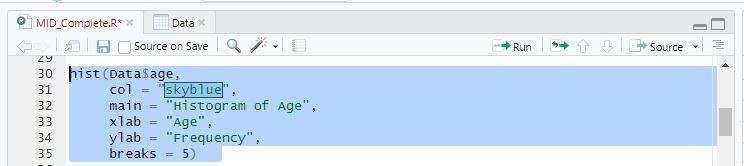 MID_Complete.R* Data
Source on Save Run Source
29
30 hist(Data$age,
31 col = "skyblue",
32 main = "Histogram of Age",
33 xlab = "Age",
34 ylab = "Frequency",
35 breaks = 5)